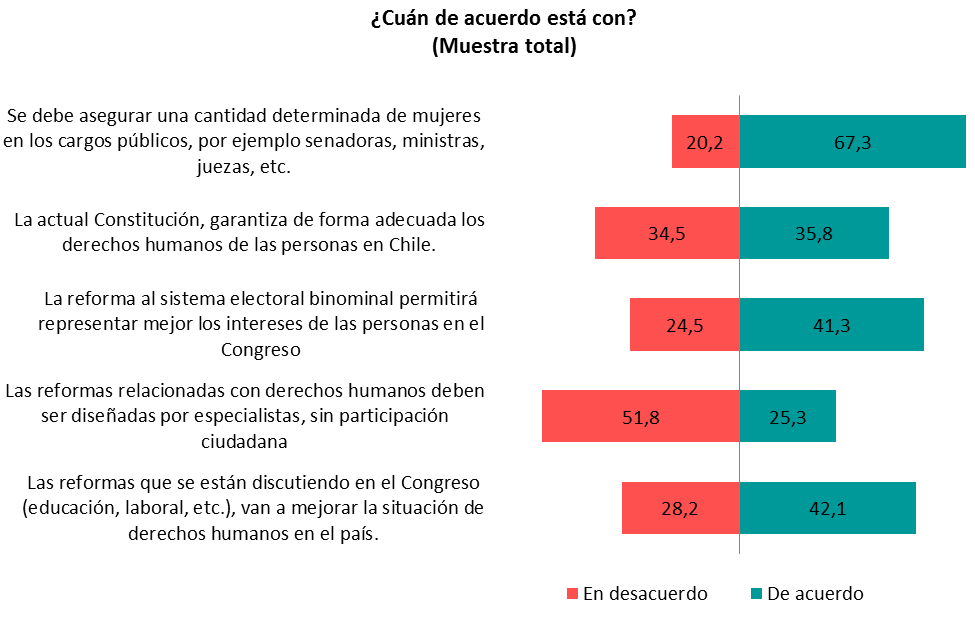 ¿Cuán de acuerdo está con?
(Muestra total)
Se debe asegurar una cantidad determinada de mujeres
en los cargos públicos, por ejemplo senadoras, ministras,
juezas, etc.
20,2
67,3
La actual Constitución, garantiza de forma adecuada los
derechos humanos de las personas en Chile.
34,5
35,8
La reforma al sistema electoral binominal permitirá
representar mejor los intereses de las personas en el
Congreso
24,5
41,3
Las reformas relacionadas con derechos humanos deben
ser diseñadas por especialistas, sin participación
ciudadana
51,8
25,3
Las reformas que se están discutiendo en el Congreso
(educación, laboral, etc.), van a mejorar la situación de
derechos humanos en el país.
28,2
42,1
En desacuerdo
De acuerdo